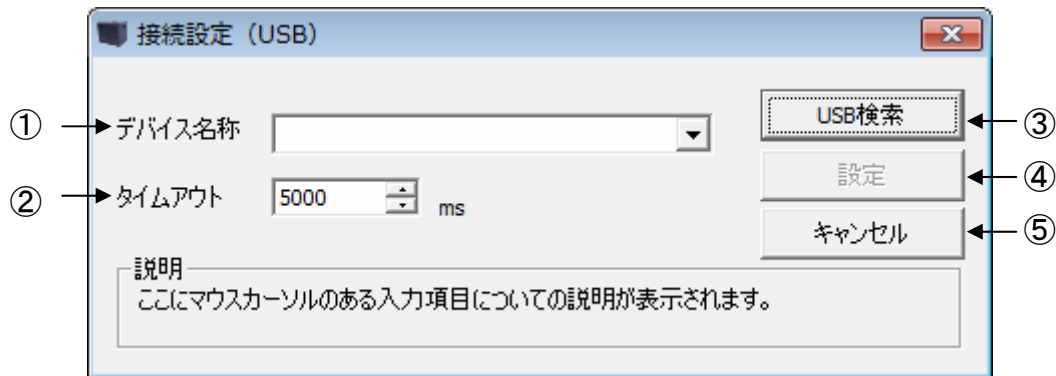 接続設定（USB）
① デバイス名称 USB検索 ③
② タイムアウト 5000 ms 設定 ④
キャンセル ⑤
説明
ここにマウスカーソルのある入力項目についての説明が表示されます。